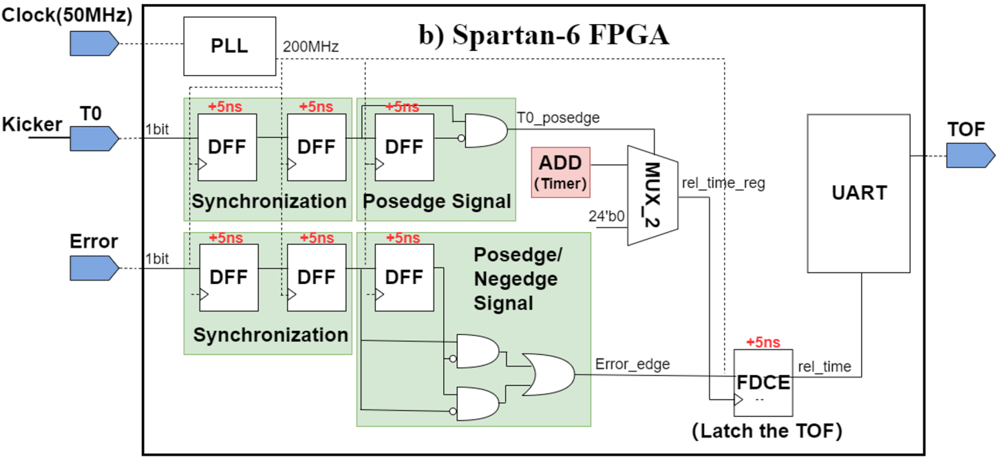 Clock(50MHz)
b) Spartan-6 FPGA
PLL
200MHz
Kicker
T0
1bit
+5ns
DFF
+5ns
DFF
Synchronization
+5ns
DFF
Posedge Signal
T0_posedge
ADD
(Timer)
24'b0
MUX_2
rel_time_reg
UART
TOF
Error
1bit
+5ns
DFF
+5ns
DFF
Synchronization
+5ns
DFF
Posedge/
Negedge
Signal
Error_edge
+5ns
FDCE
rel_time
(Latch the TOF)